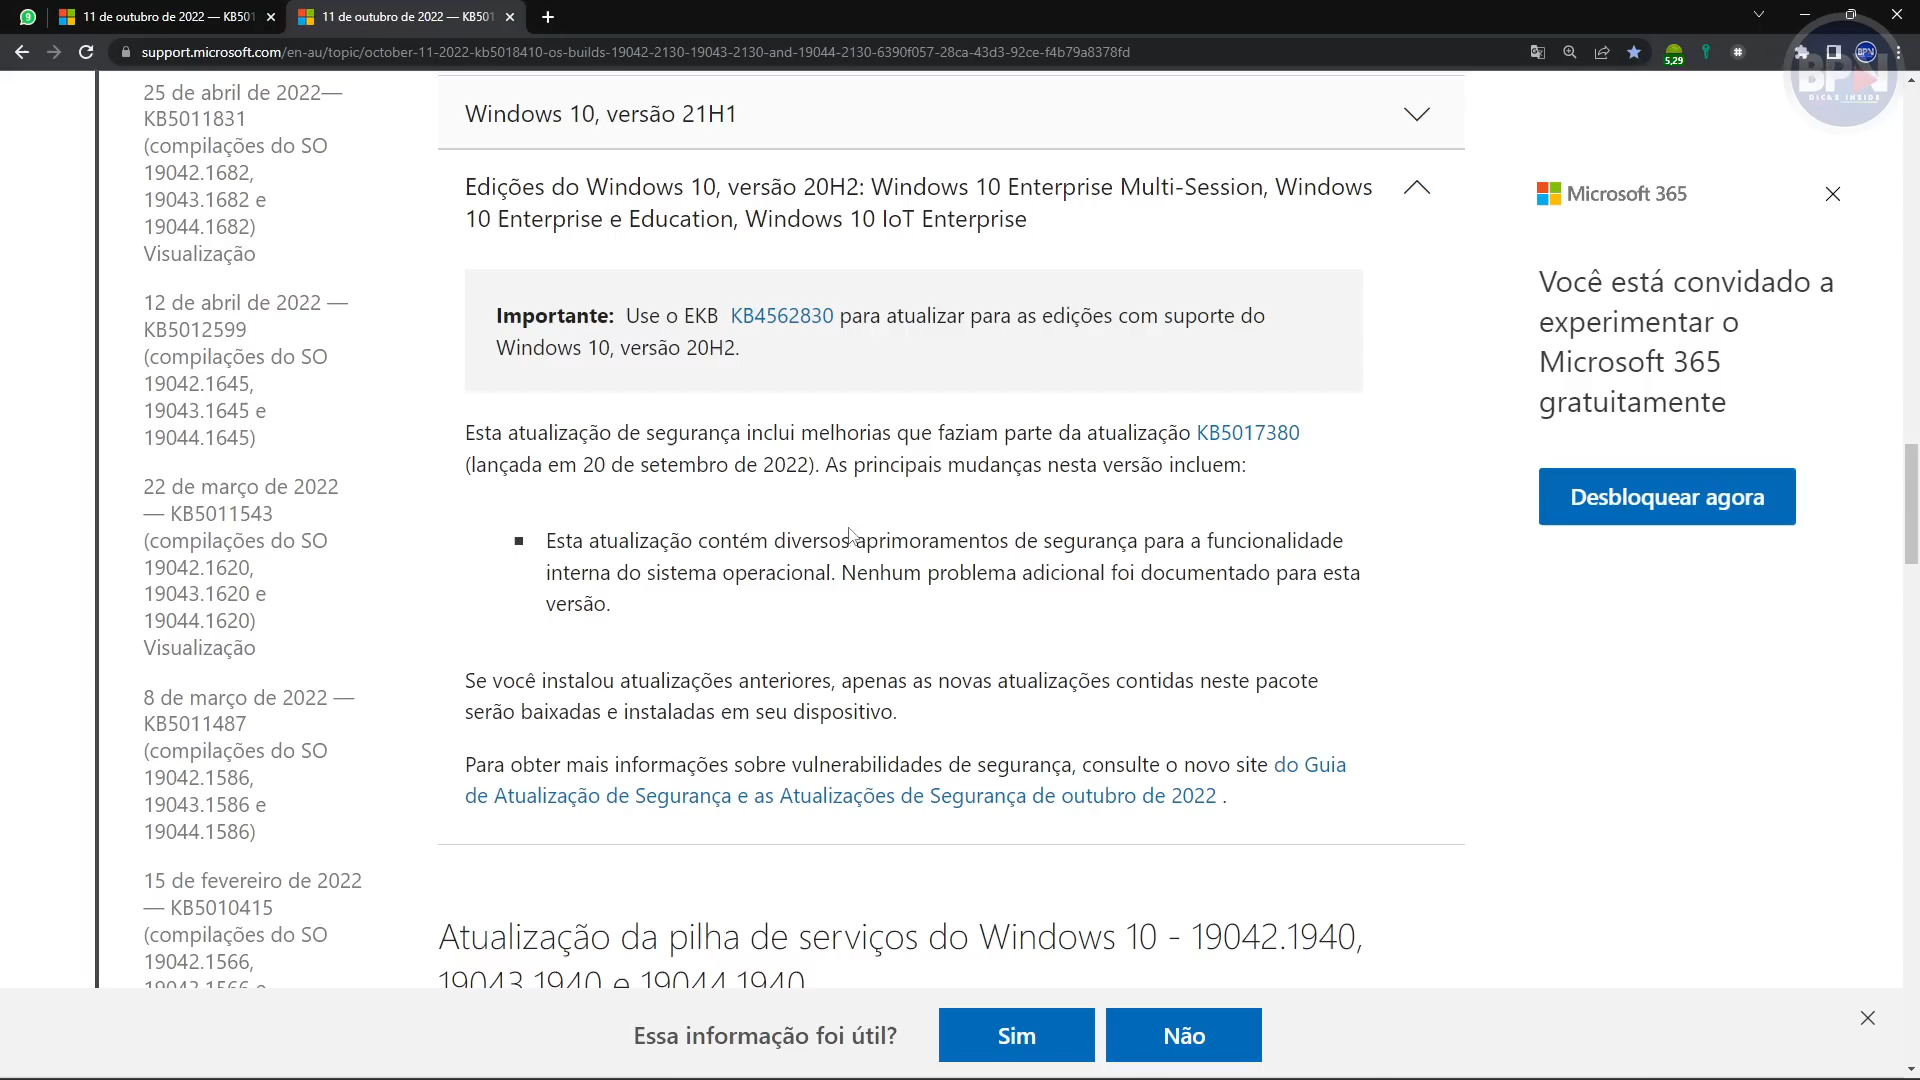 11 de outubro de 2022 — KB501
11 de outubro de 2022 — KB501
support.microsoft.com/en-au/topic/october-11-2022-kb5018410-os-builds-19042-2130-19043-2130-and-19044-2130-6390f057-28ca-43d3-92ce-f4b79a8378fd
5,29
BPN
BPN
DICAS INSIDE
25 de abril de 2022—
KB5011831
(compilações do SO
19042.1682,
19043.1682 e
19044.1682)
Visualização
12 de abril de 2022 —
KB5012599
(compilações do SO
19042.1645,
19043.1645 e
19044.1645)
22 de março de 2022
— KB5011543
(compilações do SO
19042.1620,
19043.1620 e
19044.1620)
Visualização
8 de março de 2022 —
KB5011487
(compilações do SO
19042.1586,
19043.1586 e
19044.1586)
15 de fevereiro de 2022
— KB5010415
(compilações do SO
19042.1566,
19043.1566 e
Windows 10, versão 21H1
Edições do Windows 10, versão 20H2: Windows 10 Enterprise Multi-Session, Windows
10 Enterprise e Education, Windows 10 IoT Enterprise
Importante: Use o EKB KB4562830 para atualizar para as edições com suporte do
Windows 10, versão 20H2.
Esta atualização de segurança inclui melhorias que faziam parte da atualização KB5017380
(lançada em 20 de setembro de 2022). As principais mudanças nesta versão incluem:
▪ Esta atualização contém diversos aprimoramentos de segurança para a funcionalidade
interna do sistema operacional. Nenhum problema adicional foi documentado para esta
versão.
Se você instalou atualizações anteriores, apenas as novas atualizações contidas neste pacote
serão baixadas e instaladas em seu dispositivo.
Para obter mais informações sobre vulnerabilidades de segurança, consulte o novo site do Guia
de Atualização de Segurança e as Atualizações de Segurança de outubro de 2022 .
Atualização da pilha de serviços do Windows 10 - 19042.1940,
19043.1940 e 19044.1940
Microsoft 365
Você está convidado a
experimentar o
Microsoft 365
gratuitamente
Desbloquear agora
Essa informação foi útil?
Sim
Não